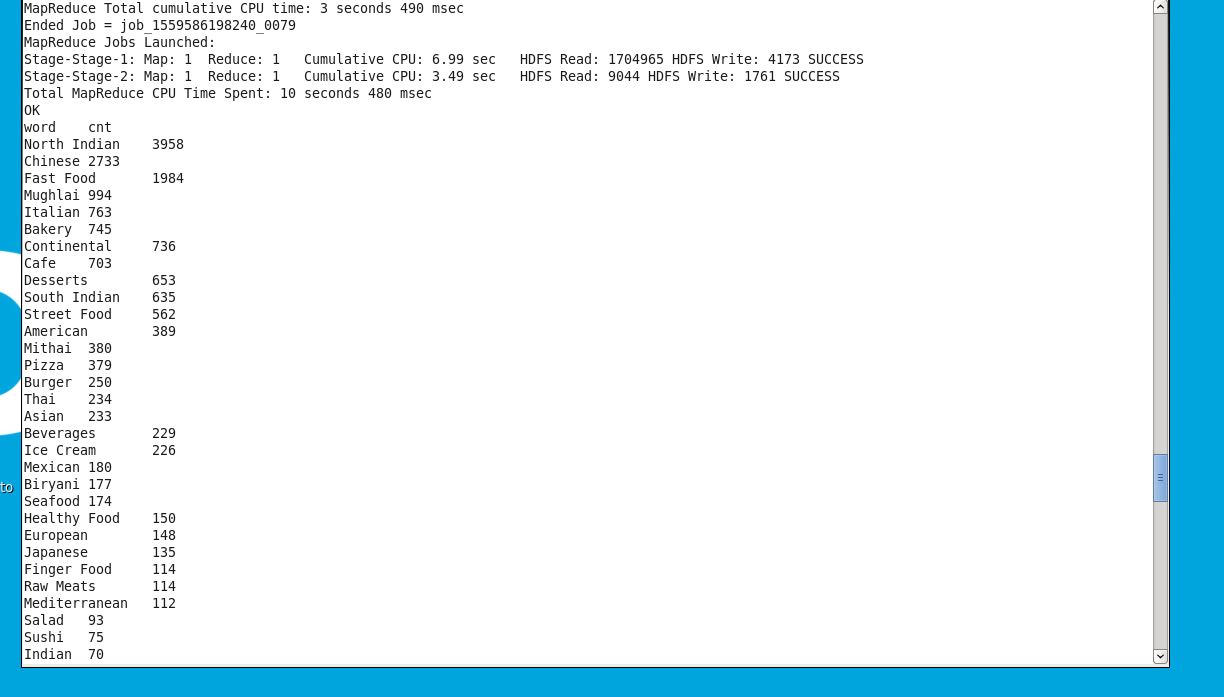 MapReduce Total cumulative CPU time: 3 seconds 490 msec
Ended Job = job_1559586198240_0079
MapReduce Jobs Launched:
Stage-Stage-1: Map: 1  Reduce: 1   Cumulative CPU: 6.99 sec   HDFS Read: 1704965 HDFS Write: 4173 SUCCESS
Stage-Stage-2: Map: 1  Reduce: 1   Cumulative CPU: 3.49 sec   HDFS Read: 9044 HDFS Write: 1761 SUCCESS
Total MapReduce CPU Time Spent: 10 seconds 480 msec
OK
word    cnt
North Indian    3958
Chinese 2733
Fast Food       1984
Mughlai 994
Italian 763
Bakery  745
Continental     736
Cafe    703
Desserts        653
South Indian    635
Street Food     562
American        389
Mithai  380
Pizza   379
Burger  250
Thai    234
Asian   233
Beverages       229
Ice Cream       226
Mexican 180
Biryani 177
to
Seafood 174
Healthy Food    150
European        148
Japanese        135
Finger Food     114
Raw Meats       114
Mediterranean   112
Salad   93
Sushi   75
Indian  70